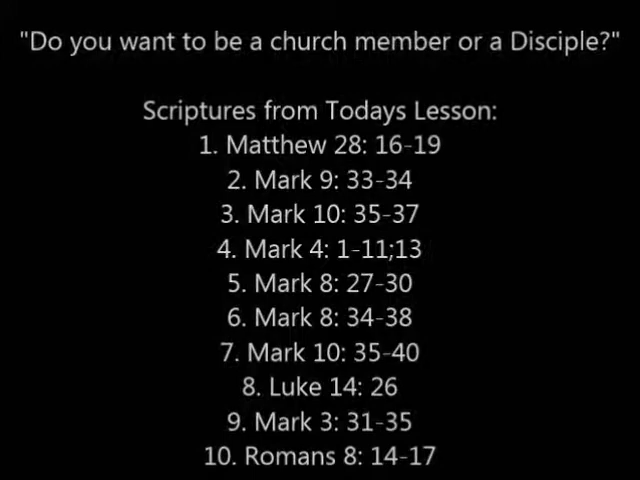 "Do you want to be a church member or a Disciple?"
Scriptures from Todays Lesson:
1. Matthew 28: 16-19
2. Mark 9: 33-34
3. Mark 10: 35-37
4. Mark 4: 1-11;13
5. Mark 8: 27-30
6. Mark 8: 34-38
7. Mark 10: 35-40
8. Luke 14: 26
9. Mark 3: 31-35
10. Romans 8: 14-17